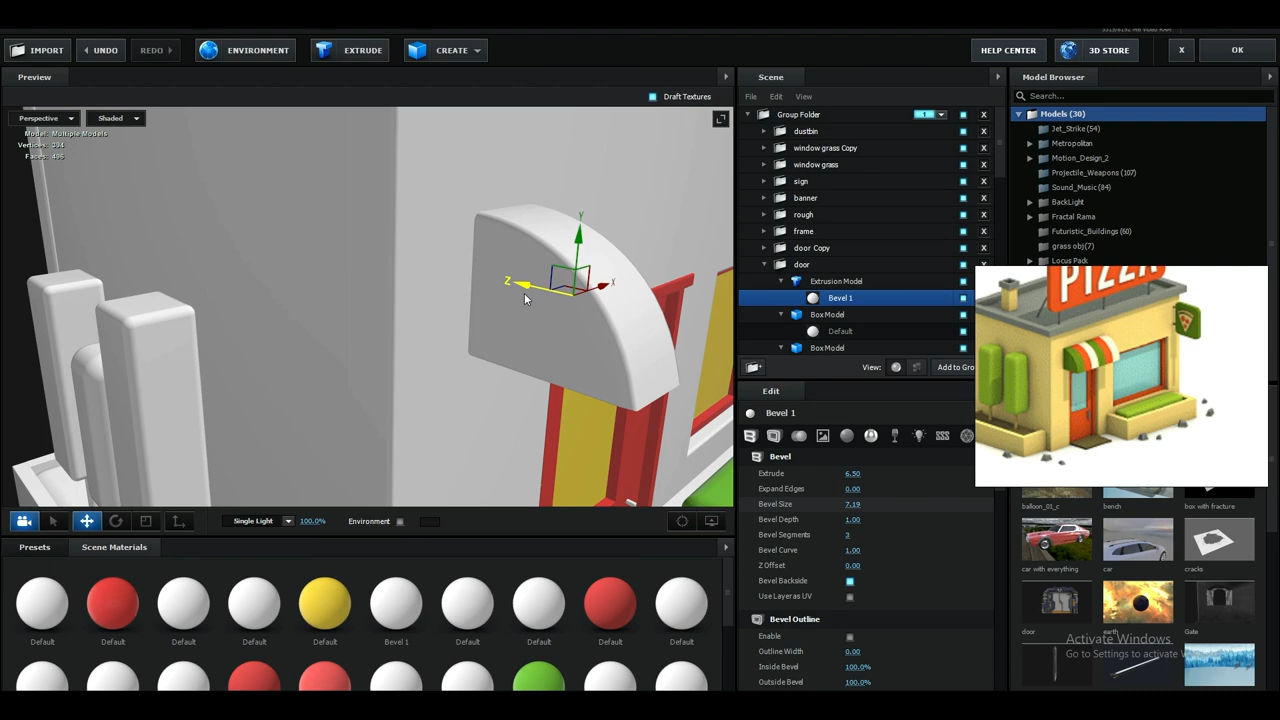 IMPORT
UNDO
REDO
ENVIRONMENT
EXTRUDE
CREATE
HELP CENTER
3D STORE
X
OK
Preview
Scene
Model Browser
Draft Textures
File Edit View
Search...
Perspective
Shaded
Model: Multiple Models
Vertices: 394
Faces: 496
Group Folder
1
X
dustbin
X
window grass Copy
X
window grass
X
sign
X
banner
X
rough
X
frame
X
door Copy
X
door
X
Extrusion Model
Bevel 1
Box Model
Default
Box Model
Models (30)
Jet_Strike (54)
Metropolitan
Motion_Design_2
Projectile_Weapons (107)
Sound_Music (84)
BackLight
Fractal Rama
Futuristic_Buildings (60)
grass obj(7)
Locus Pack
Y
Z
X
PIZZA
View:
Add to Gro
Edit
Bevel 1
Bevel
Extrude 6.50
Expand Edges 0.00
Bevel Size 7.19
Bevel Depth 1.00
Bevel Segments 3
Bevel Curve 1.00
Z Offset 0.00
Bevel Backside
Use Layer as UV
Bevel Outline
Enable
Outline Width 0.00
Inside Bevel 100.0%
Outside Bevel 100.0%
Single Light
100.0%
Environment
Presets
Scene Materials
Default
Default
Default
Default
Default
Bevel 1
Default
Default
Default
Default
balloon_01_c
bench
box with fracture
car with everything
car
crackle
door
earth
Gate
Activate Windows
Go to Settings to activate W